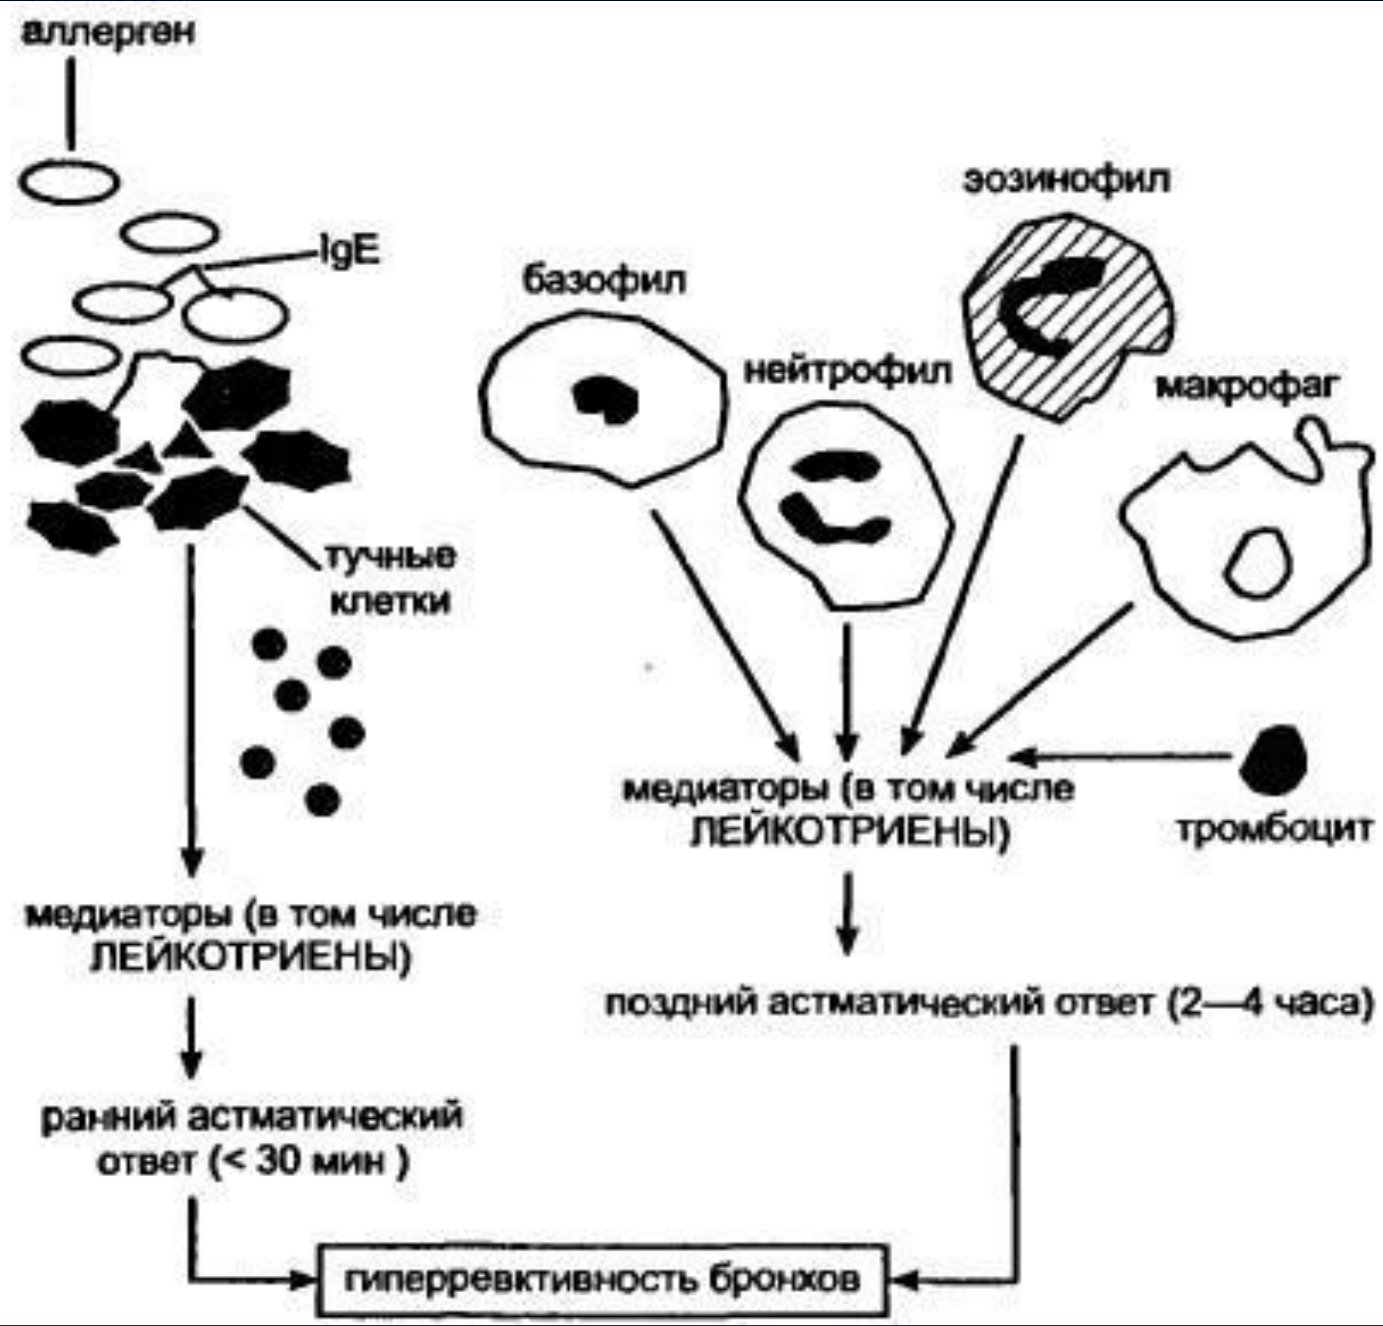 аллерген
IgE
тучные
клетки
медиаторы (в том числе
ЛЕЙКОТРИЕНЫ)
ранний астматический
ответ (< 30 мин )
базофил
нейтрофил
эозинофил
макрофаг
тромбоцит
медиаторы (в том числе
ЛЕЙКОТРИЕНЫ)
поздний астматический ответ (2—4 часа)
гиперревктивность бронхов